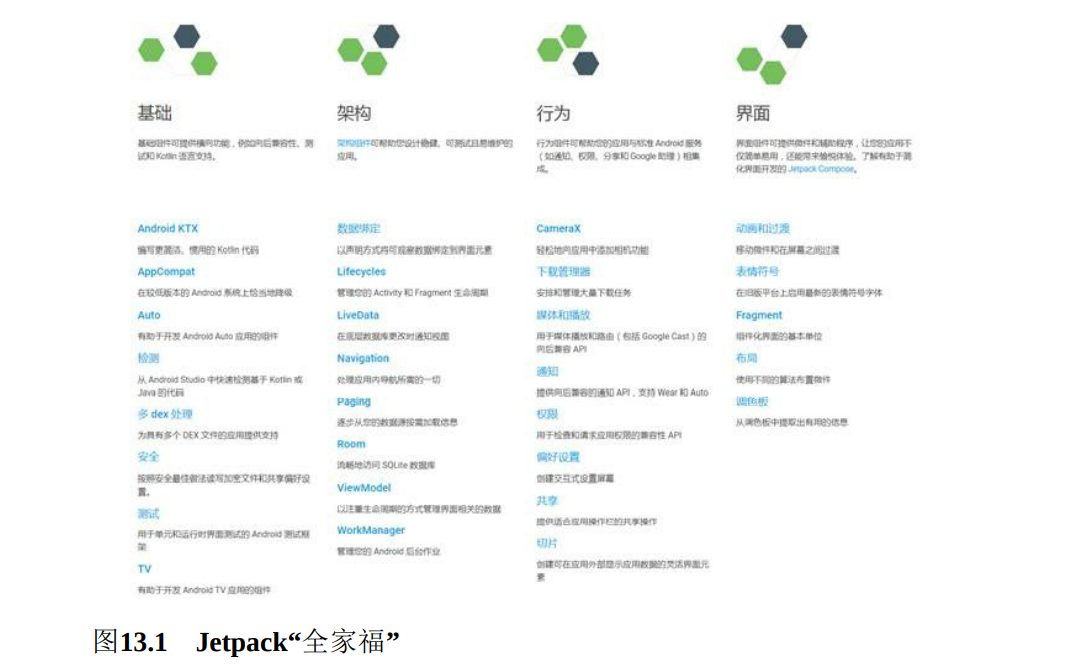 基础
基础组件可提供横向功能，例如向后兼容性、测
试和 Kotlin 语言支持。
Android KTX
编写更简洁、惯用的 Kotlin 代码
AppCompat
在较低版本的 Android 系统上恰当地降级
Auto
有助于开发 Android Auto 应用的组件
检测
从 Android Studio 中快速检测基于 Kotlin 或
Java 的代码
多 dex 处理
为具有多个 DEX 文件的应用提供支持
安全
按照安全最佳做法读写加密文件和共享偏好设
置。
测试
用于单元和运行时界面测试的 Android 测试框
架
TV
有助于开发 Android TV 应用的组件
架构
架构组件可帮助您设计稳健、可测试且易维护的
应用。
数据绑定
以声明方式将可观察数据绑定到界面元素
Lifecycles
管理您的 Activity 和 Fragment 生命周期
LiveData
在底层数据库更改时通知视图
Navigation
处理应用内导航所需的一切
Paging
逐步从您的数据源按需加载信息
Room
流畅地访问 SQLite 数据库
ViewModel
以注重生命周期的方式管理界面相关的数据
WorkManager
管理您的 Android 后台作业
行为
行为组件可帮助您的应用与标准 Android 服务
（如通知、权限、分享和 Google 助理）相集
成。
CameraX
轻松地向应用中添加相机功能
下载管理器
安排和管理大量下载任务
媒体和播放
用于媒体播放和路由（包括 Google Cast）的
向后兼容 API
通知
提供向后兼容的通知 API，支持 Wear 和 Auto
权限
用于检查和请求应用权限的兼容性 API
偏好设置
创建交互式设置屏幕
共享
提供适合应用操作栏的共享操作
切片
创建可在应用外部显示应用数据的灵活界面元
素
界面
界面组件可提供微件和辅助程序，让您的应用不
仅简单易用，还能带来愉悦体验。了解有助于简
化界面开发的 Jetpack Compose。
动画和过渡
移动微件和在屏幕之间过渡
表情符号
在旧版平台上启用最新的表情符号字体
Fragment
组件化界面的基本单位
布局
使用不同的算法布置微件
调色板
从调色板中提取出有用的信息
图13.1 Jetpack“全家福”